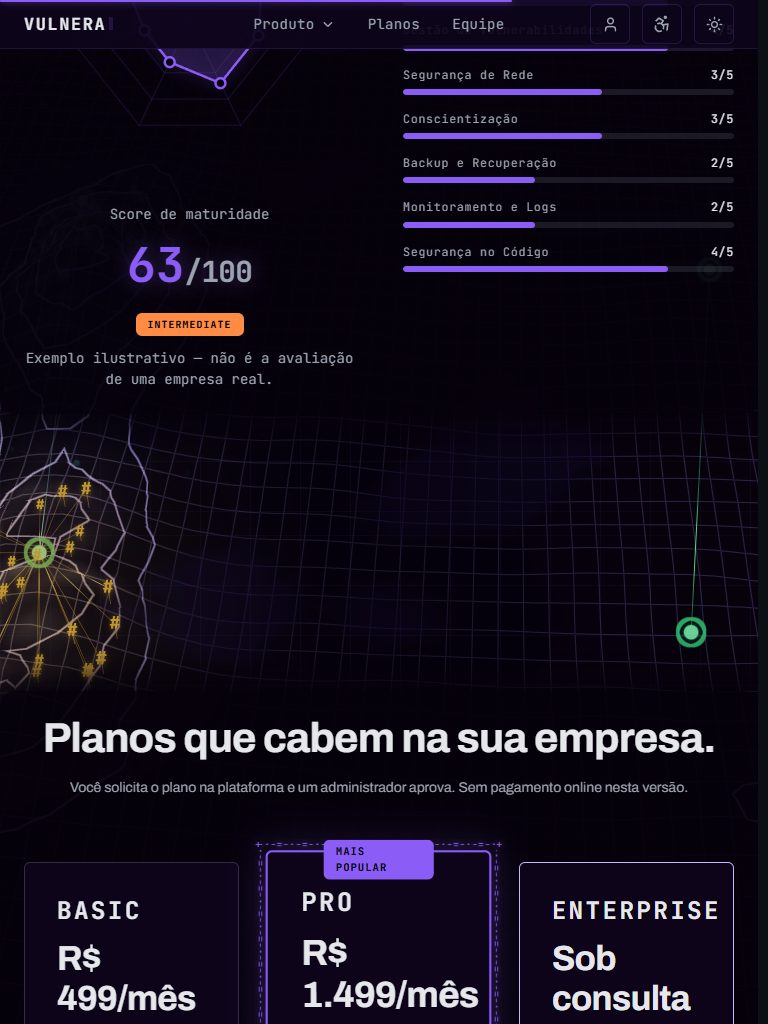 VULNERA
Produto
Planos
Equipe
Segurança de Rede 3/5
Conscientização 3/5
Backup e Recuperação 2/5
Monitoramento e Logs 2/5
Segurança no Código 4/5
Score de maturidade
63/100
INTERMEDIATE
Exemplo ilustrativo — não é a avaliação
de uma empresa real.
# # #
# #
# #
# #
# #
# #
# #
Planos que cabem na sua empresa.
Você solicita o plano na plataforma e um administrador aprova. Sem pagamento online nesta versão.
MAIS
POPULAR
BASIC
R$
499/mês
PRO
R$
1.499/mês
ENTERPRISE
Sob
consulta